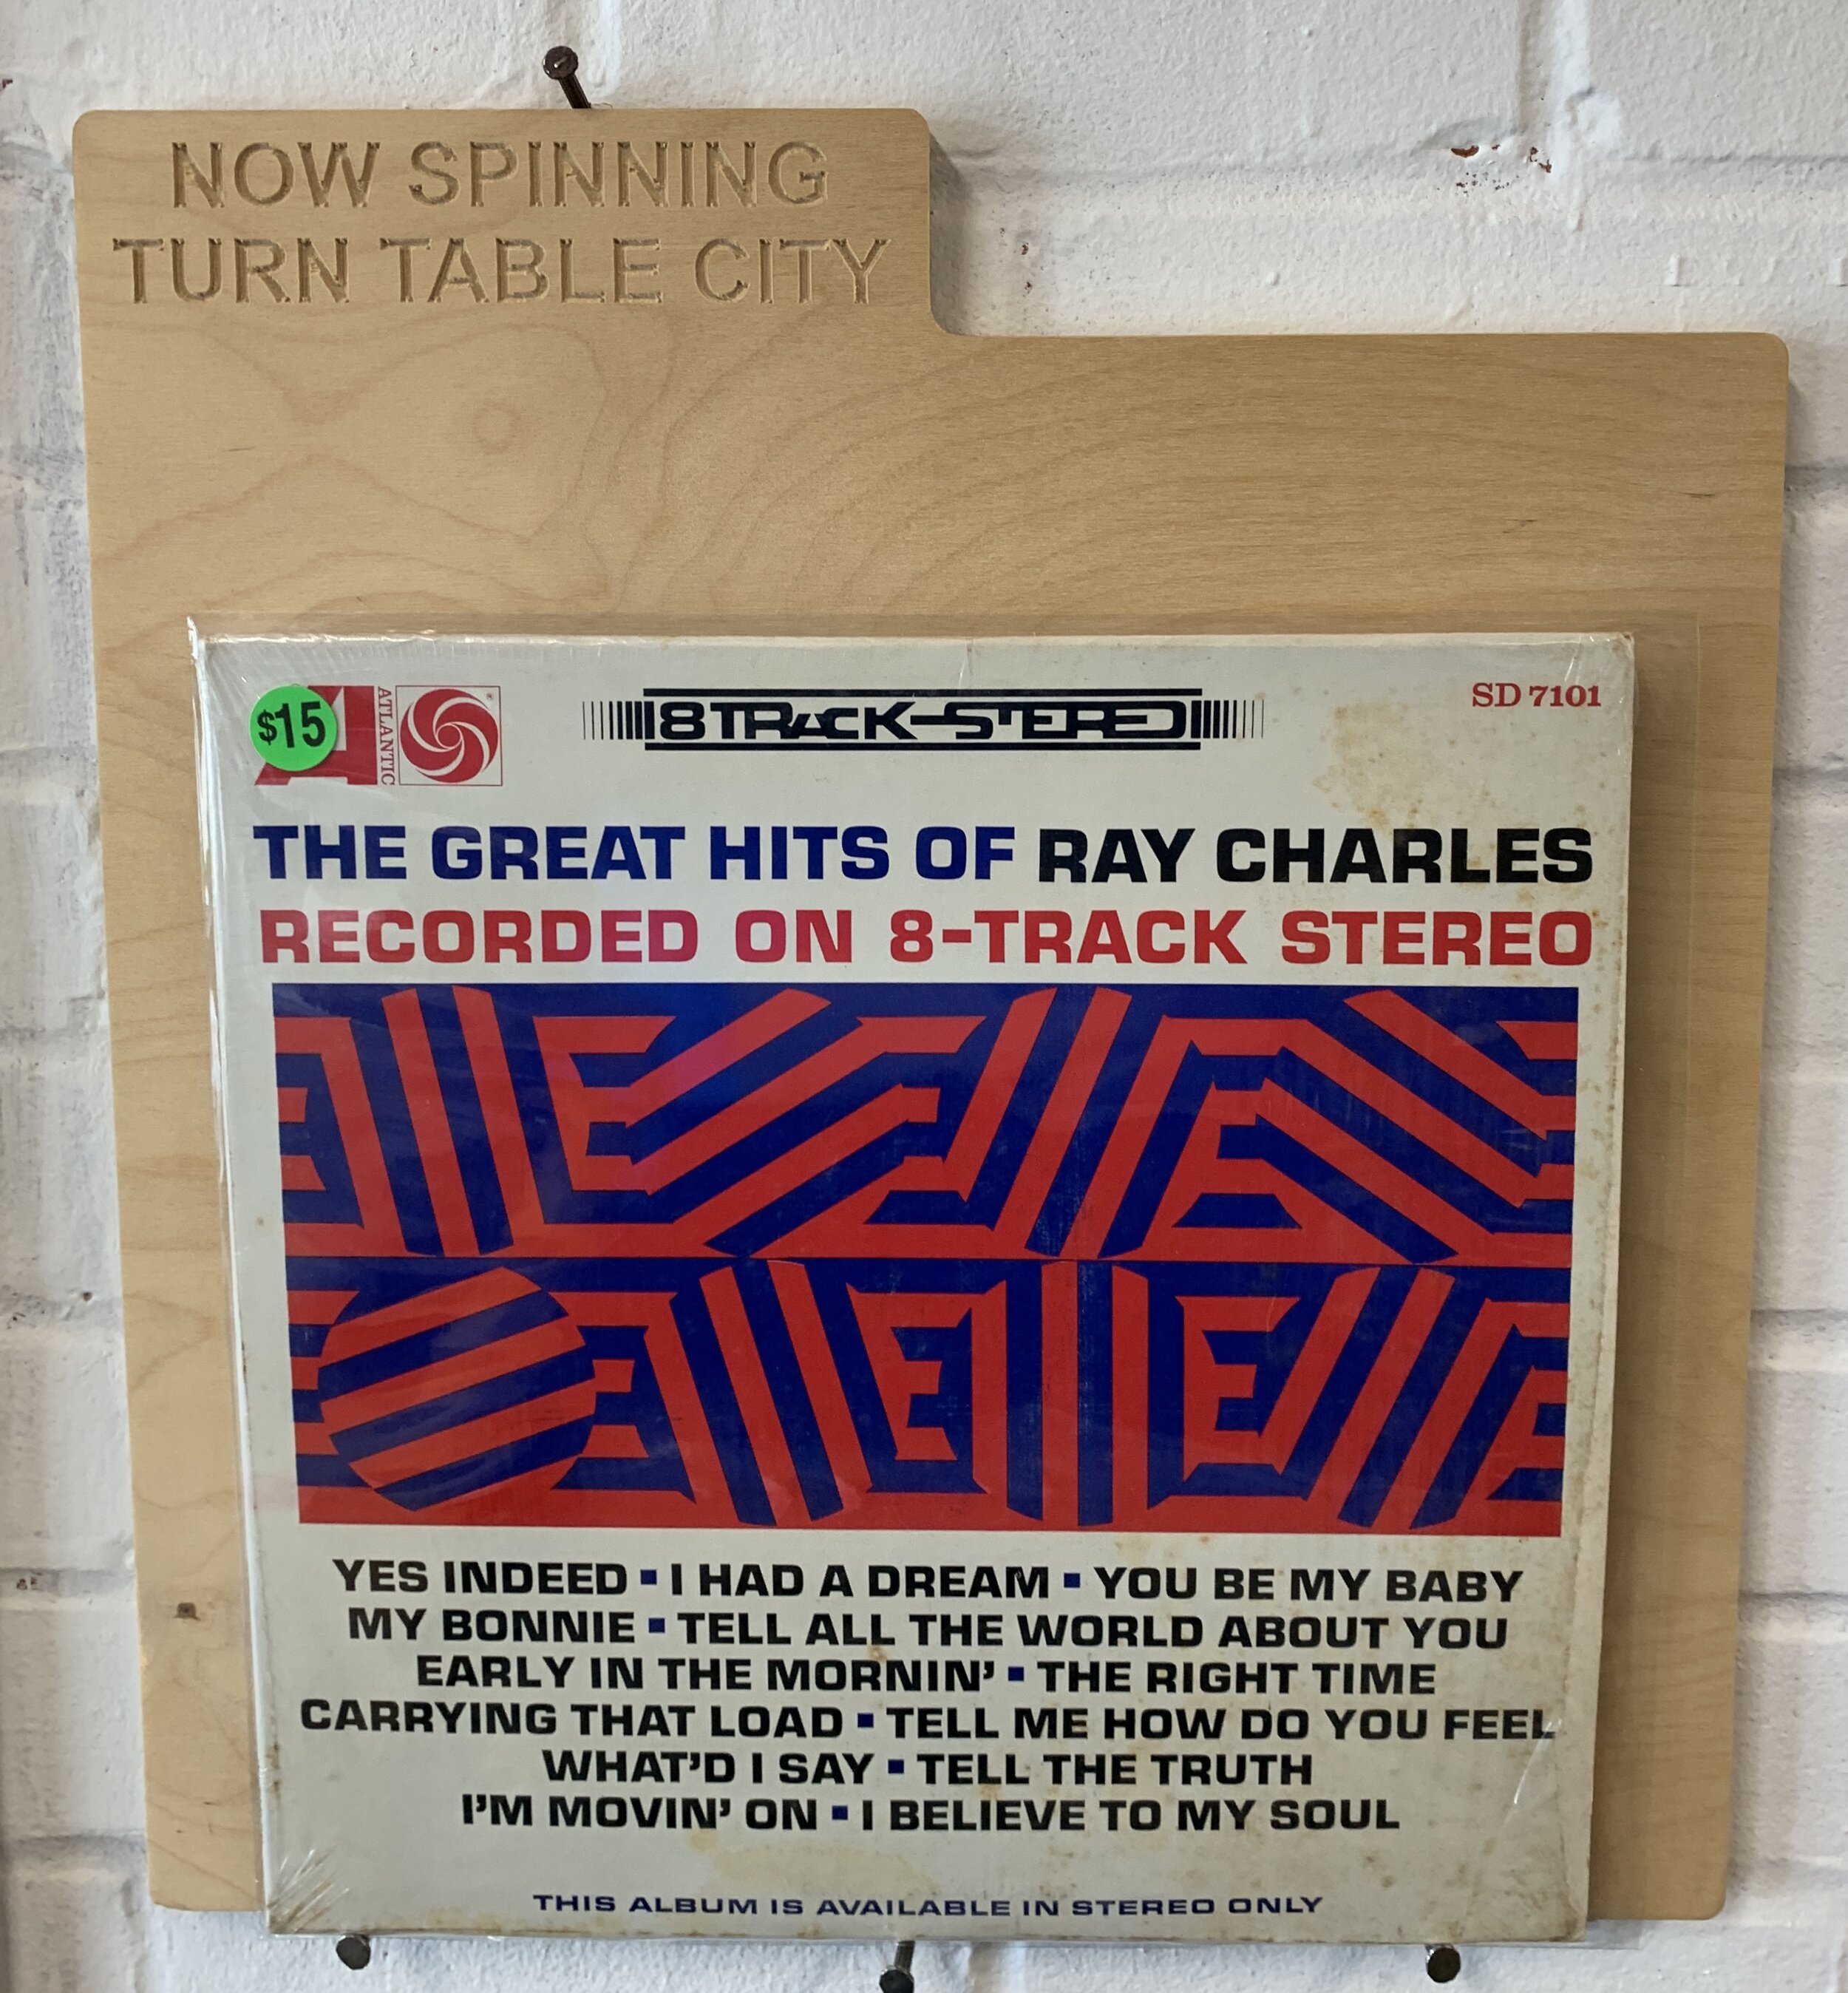 NOW SPINNING
TURN TABLE CITY
$15
ATLANTIC
8 TRACK-STEREO
SD 7101
THE GREAT HITS OF RAY CHARLES
RECORDED ON 8-TRACK STEREO
YES INDEED ▪ I HAD A DREAM ▪ YOU BE MY BABY
MY BONNIE ▪ TELL ALL THE WORLD ABOUT YOU
EARLY IN THE MORNIN' ▪ THE RIGHT TIME
CARRYING THAT LOAD ▪ TELL ME HOW DO YOU FEEL
WHAT'D I SAY ▪ TELL THE TRUTH
I'M MOVIN' ON ▪ I BELIEVE TO MY SOUL
THIS ALBUM IS AVAILABLE IN STEREO ONLY